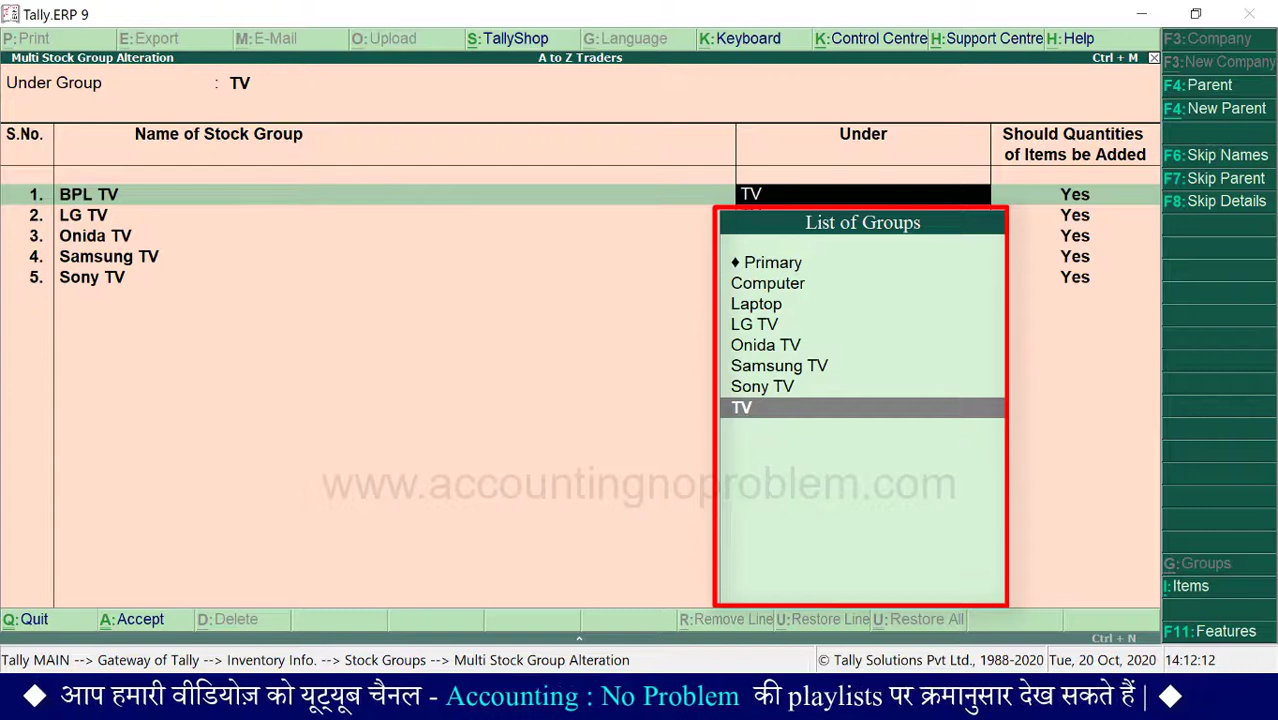 Tally.ERP 9
P:Print E:Export M:E-Mail O:Upload S:TallyShop G:Language K:Keyboard K:Control Centre H:Support Centre H:Help F3:Company
Multi Stock Group Alteration A to Z Traders Ctrl + M F3:New Company
Under Group : TV F4:Parent
F4:New Parent
S.No. Name of Stock Group Under Should Quantities
of Items be Added F6:Skip Names
F7:Skip Parent
1. BPL TV TV Yes F8:Skip Details
2. LG TV Yes
3. Onida TV Yes
4. Samsung TV Yes
5. Sony TV Yes
List of Groups
♦ Primary
Computer
Laptop
LG TV
Onida TV
Samsung TV
Sony TV
TV
www.accountingnoproblem.com
G:Groups
I:Items
Q:Quit A:Accept D:Delete R:Remove Line U:Restore Line U:Restore All
F11:Features
Ctrl + N
Tally MAIN --> Gateway of Tally --> Inventory Info. --> Stock Groups --> Multi Stock Group Alteration © Tally Solutions Pvt Ltd., 1988-2020 Tue, 20 Oct, 2020 14:12:12
◆ आप हमारी वीडियोज़ को यूट्यूब चैनल - Accounting : No Problem की playlists पर क्रमानुसार देख सकते हैं | ◆